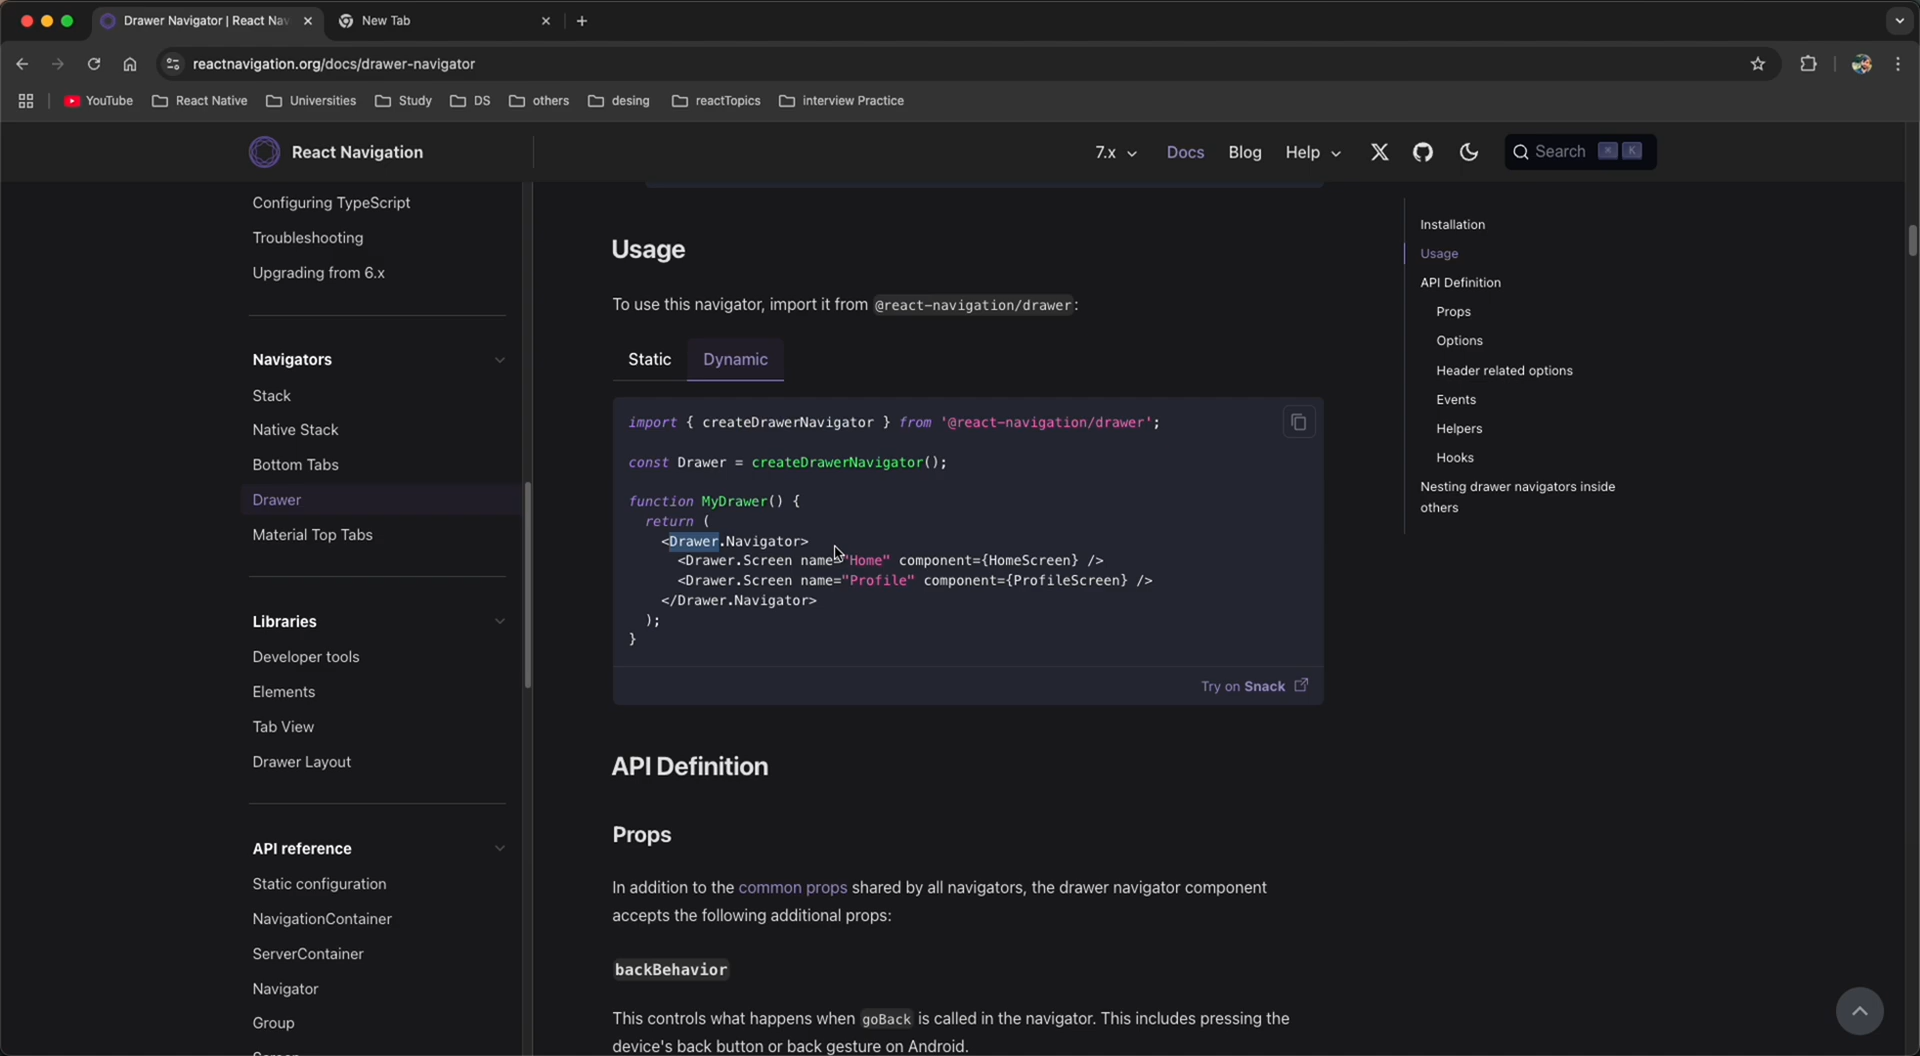 Drawer Navigator | React Nav
New Tab
reactnavigation.org/docs/drawer-navigator
YouTube
React Native
Universities
Study
DS
others
desing
reactTopics
interview Practice
React Navigation
7.x
Docs
Blog
Help
Search
⌘ K
Configuring TypeScript
Troubleshooting
Upgrading from 6.x
Navigators
Stack
Native Stack
Bottom Tabs
Drawer
Material Top Tabs
Libraries
Developer tools
Elements
Tab View
Drawer Layout
API reference
Static configuration
NavigationContainer
ServerContainer
Navigator
Group
Usage
To use this navigator, import it from @react-navigation/drawer:
Static
Dynamic
import { createDrawerNavigator } from '@react-navigation/drawer';
const Drawer = createDrawerNavigator();
function MyDrawer() {
return (
<Drawer.Navigator>
<Drawer.Screen name="Home" component={HomeScreen} />
<Drawer.Screen name="Profile" component={ProfileScreen} />
</Drawer.Navigator>
);
}
Try on Snack
API Definition
Props
In addition to the common props shared by all navigators, the drawer navigator component
accepts the following additional props:
backBehavior
This controls what happens when goBack is called in the navigator. This includes pressing the
device's back button or back gesture on Android.
Installation
Usage
API Definition
Props
Options
Header related options
Events
Helpers
Hooks
Nesting drawer navigators inside
others